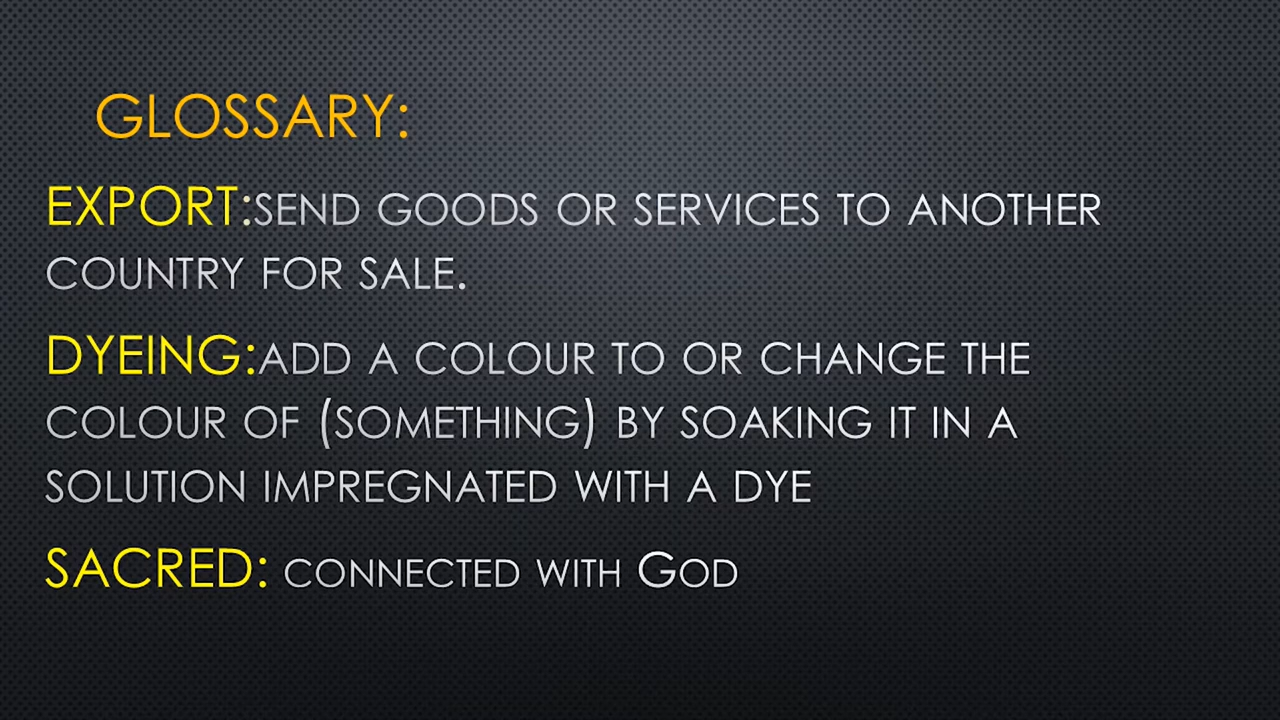 GLOSSARY:
EXPORT:SEND GOODS OR SERVICES TO ANOTHER
COUNTRY FOR SALE.
DYEING:ADD A COLOUR TO OR CHANGE THE
COLOUR OF (SOMETHING) BY SOAKING IT IN A
SOLUTION IMPREGNATED WITH A DYE
SACRED: CONNECTED WITH GOD